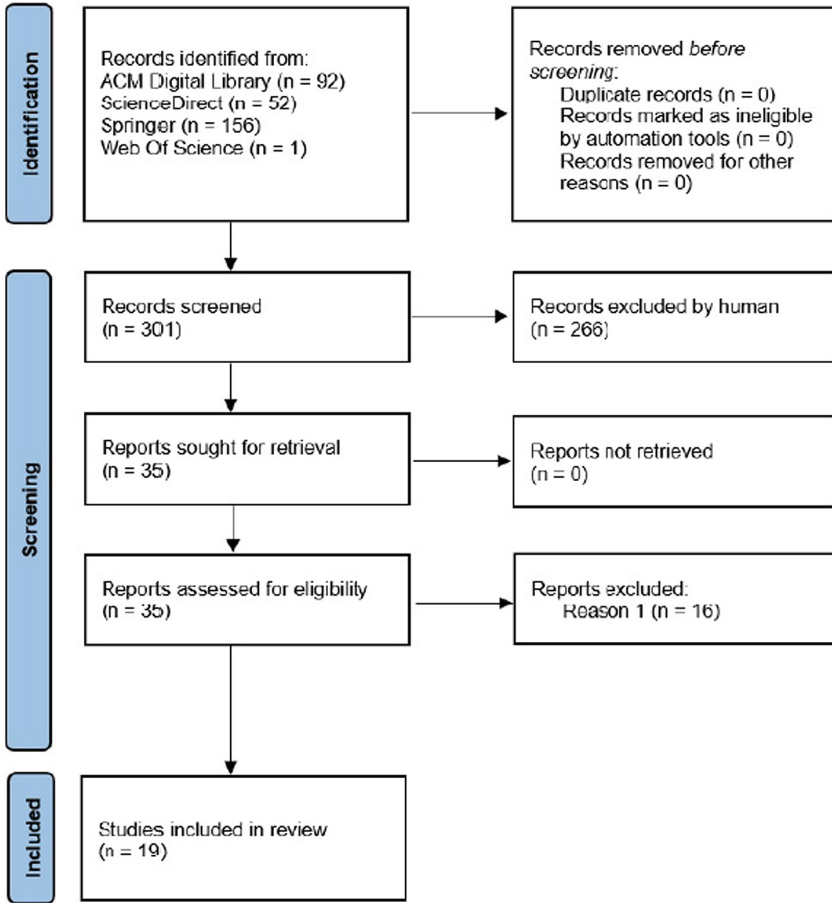 Identification
Records identified from:
ACM Digital Library (n = 92)
ScienceDirect (n = 52)
Springer (n = 156)
Web Of Science (n = 1)
Records removed before
screening:
Duplicate records (n = 0)
Records marked as ineligible
by automation tools (n = 0)
Records removed for other
reasons (n = 0)
Screening
Records screened
(n = 301)
Records excluded by human
(n = 266)
Reports sought for retrieval
(n = 35)
Reports not retrieved
(n = 0)
Reports assessed for eligibility
(n = 35)
Reports excluded:
Reason 1 (n = 16)
Included
Studies included in review
(n = 19)